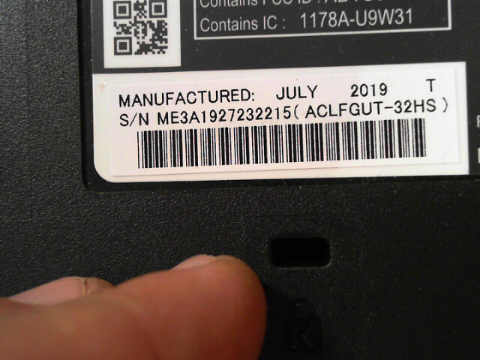 Contains IC : 1178A-U9W31
MANUFACTURED: JULY 2019 T
S/N ME3A1927232215( ACLFGUT-32HS )